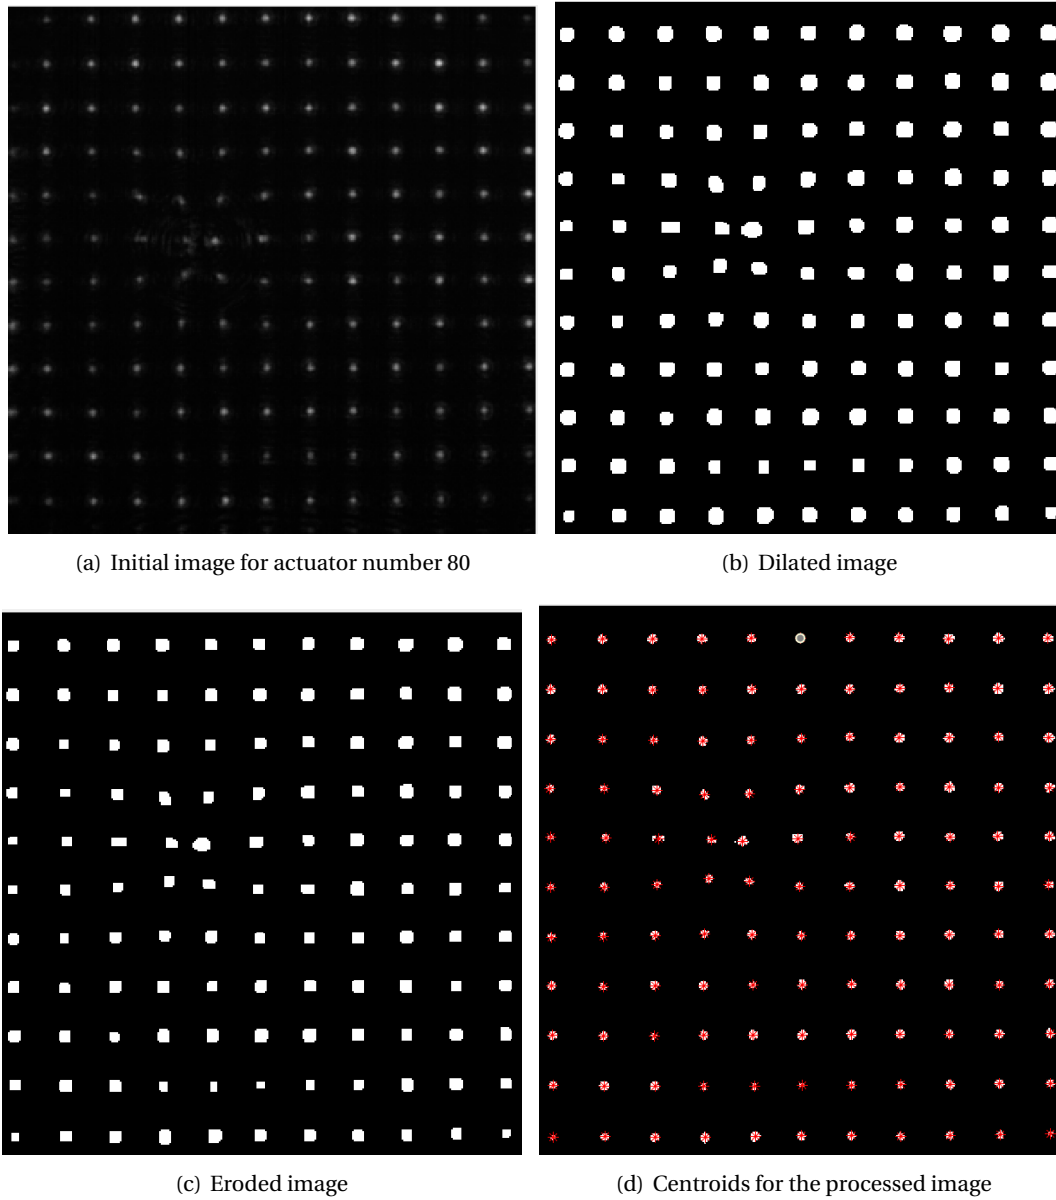 (a) Initial image for actuator number 80
(b) Dilated image
(c) Eroded image
(d) Centroids for the processed image